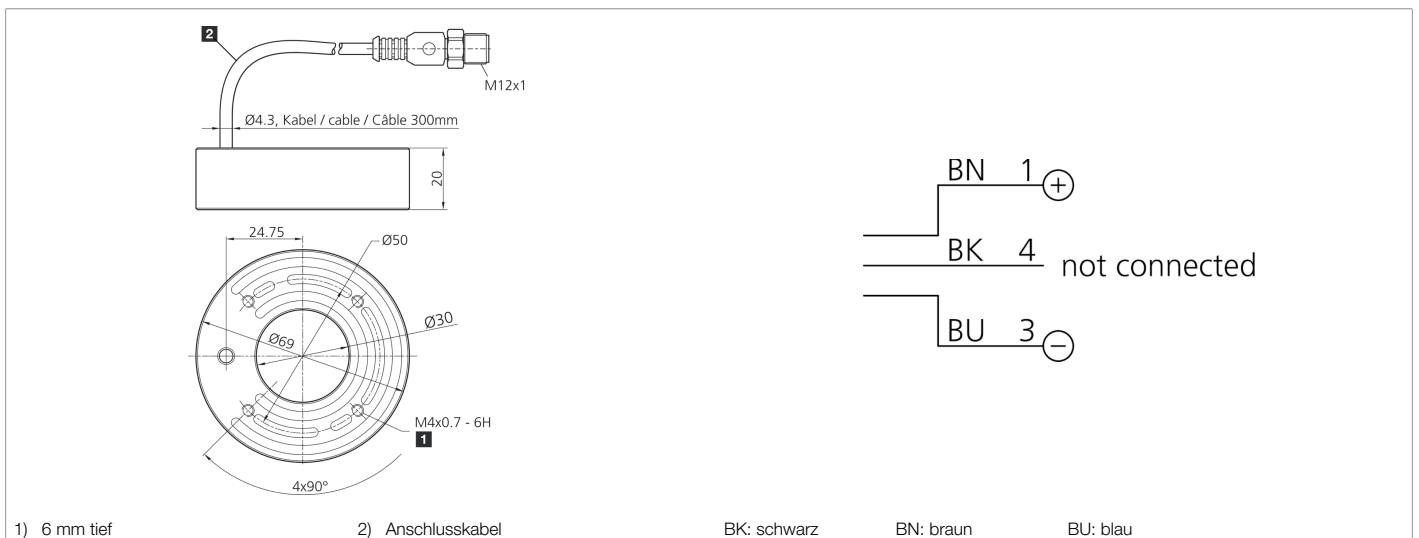 2
M12x1
Ø4.3, Kabel / cable / Câble 300mm
20
24.75
Ø50
Ø30
Ø69
M4x0.7 - 6H
1
4x90°
BN 1 +
BK 4 not connected
BU 3 −
1) 6 mm tief 2) Anschlusskabel BK: schwarz BN: braun BU: blau